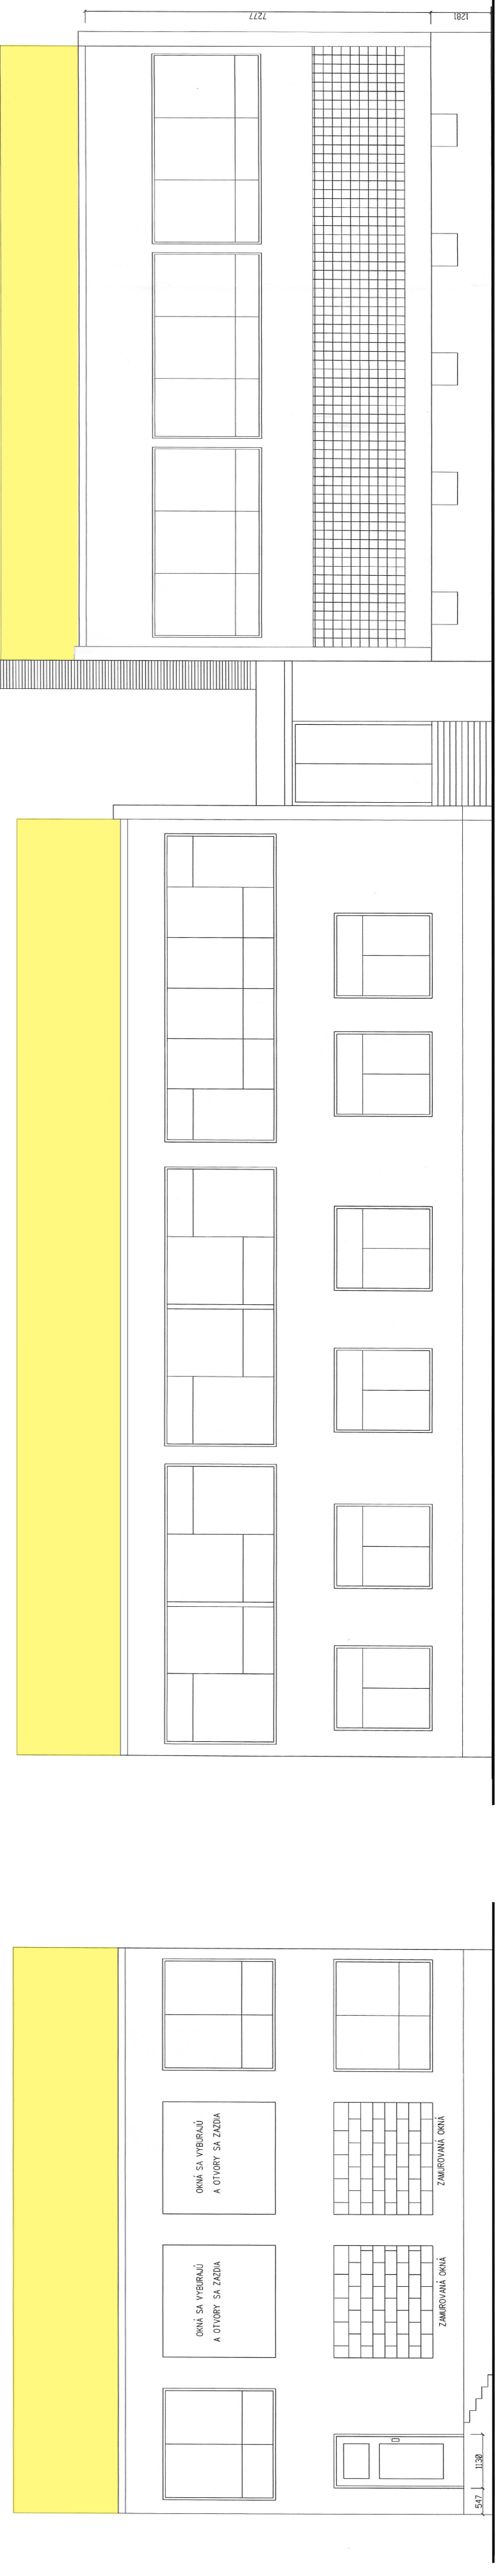 7277
1281
OKNÁ SA VYBURAJÚ
A OTVORY SA ZAZDIA
ZAMUROVANÁ OKNÁ
OKNÁ SA VYBURAJÚ
A OTVORY SA ZAZDIA
ZAMUROVANÁ OKNÁ
547
1130